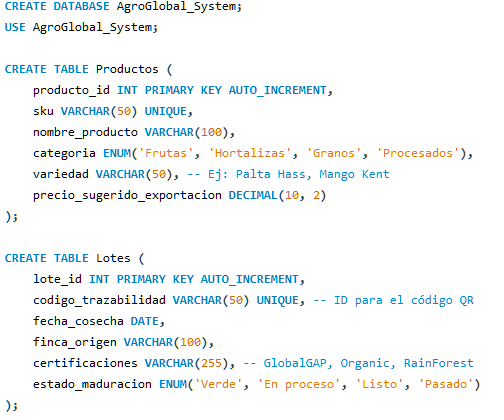 CREATE DATABASE AgroGlobal_System;
USE AgroGlobal_System;
CREATE TABLE Productos (
producto_id INT PRIMARY KEY AUTO_INCREMENT,
sku VARCHAR(50) UNIQUE,
nombre_producto VARCHAR(100),
categoria ENUM('Frutas', 'Hortalizas', 'Granos', 'Procesados'),
variedad VARCHAR(50), -- Ej: Palta Hass, Mango Kent
precio_sugerido_exportacion DECIMAL(10, 2)
);
CREATE TABLE Lotes (
lote_id INT PRIMARY KEY AUTO_INCREMENT,
codigo_trazabilidad VARCHAR(50) UNIQUE, -- ID para el código QR
fecha_cosecha DATE,
finca_origen VARCHAR(100),
certificaciones VARCHAR(255), -- GlobalGAP, Organic, RainForest
estado_maduracion ENUM('Verde', 'En proceso', 'Listo', 'Pasado')
);